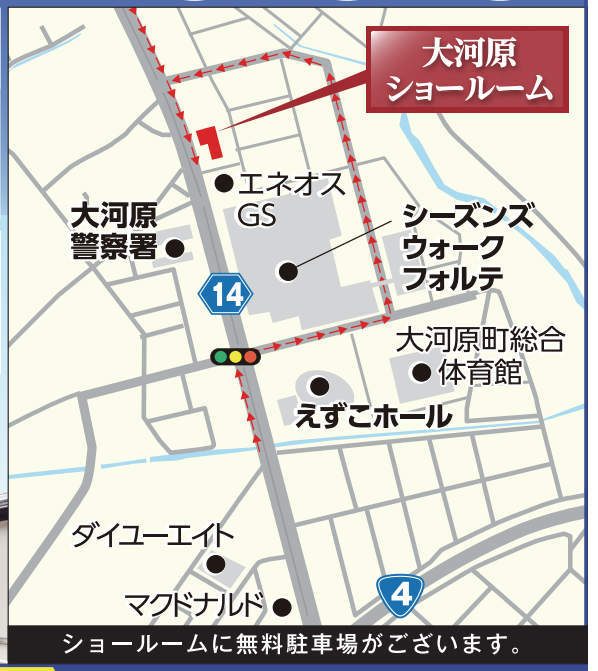 大河原
ショールーム
エネオス
GS
大河原
警察署
シーズンズ
ウォーク
フォルテ
14
大河原町総合
体育館
えずこホール
ダイユーエイト
マクドナルド
4
ショールームに無料駐車場がございます。